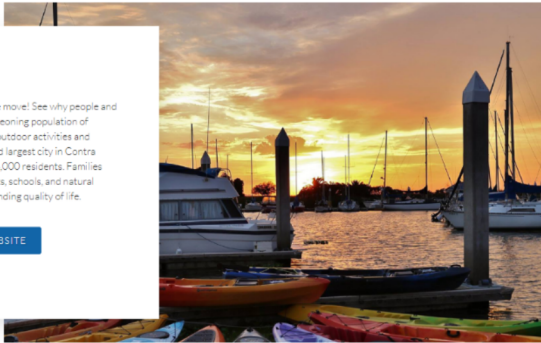 e move! See why people and
eoning population of
outdoor activities and
d largest city in Contra
,000 residents. Families
s, schools, and natural
nding quality of life.
BSITE